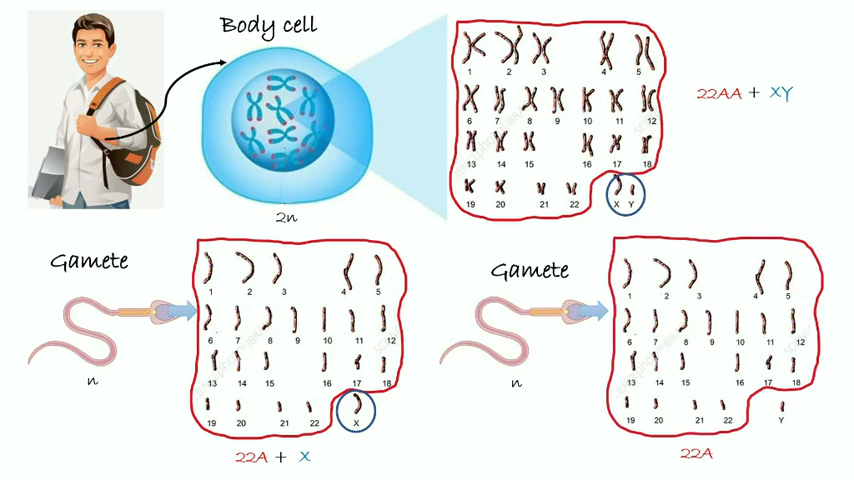 Body cell
2n
1 2 3 4 5
6 7 8 9 10 11 12
13 14 15 16 17 18
19 20 21 22 X Y
22AA + XY
Gamete
n
1 2 3 4 5
6 7 8 9 10 11 12
13 14 15 16 17 18
19 20 21 22 X
22A + X
Gamete
n
1 2 3 4 5
6 7 8 9 10 11 12
13 14 15 16 17 18
19 20 21 22 Y
22A